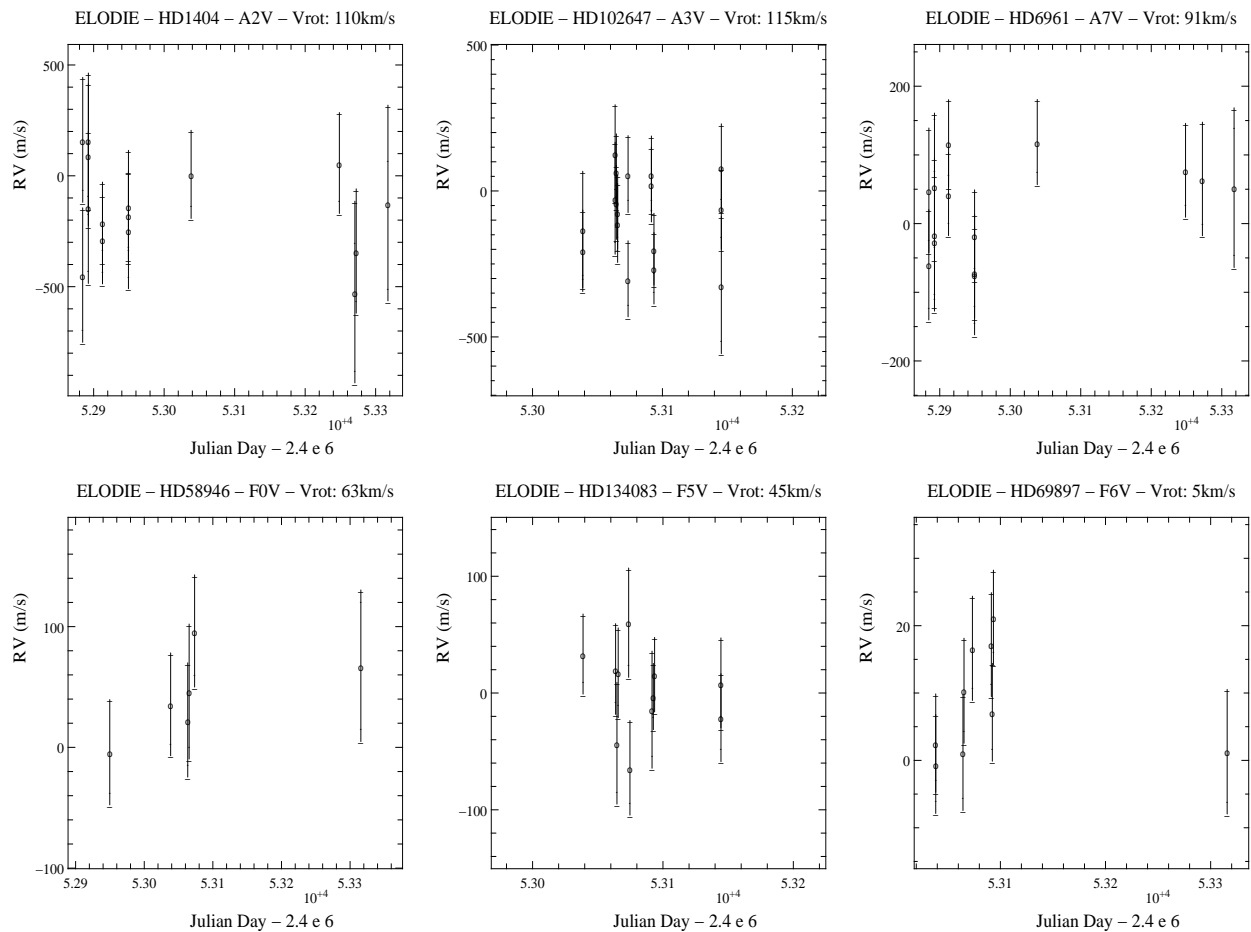 ELODIE – HD1404 – A2V – Vrot: 110km/s
RV (m/s)
500
0
−500
5.29 5.30 5.31 5.32 5.33
10+4
Julian Day – 2.4 e 6
ELODIE – HD102647 – A3V – Vrot: 115km/s
RV (m/s)
500
0
−500
5.30 5.31 5.32
10+4
Julian Day – 2.4 e 6
ELODIE – HD6961 – A7V – Vrot: 91km/s
RV (m/s)
200
0
−200
5.29 5.30 5.31 5.32 5.33
10+4
Julian Day – 2.4 e 6
ELODIE – HD58946 – F0V – Vrot: 63km/s
RV (m/s)
100
0
−100
5.29 5.30 5.31 5.32 5.33
10+4
Julian Day – 2.4 e 6
ELODIE – HD134083 – F5V – Vrot: 45km/s
RV (m/s)
100
0
−100
5.30 5.31 5.32
10+4
Julian Day – 2.4 e 6
ELODIE – HD69897 – F6V – Vrot: 5km/s
RV (m/s)
20
0
5.31 5.32 5.33
10+4
Julian Day – 2.4 e 6